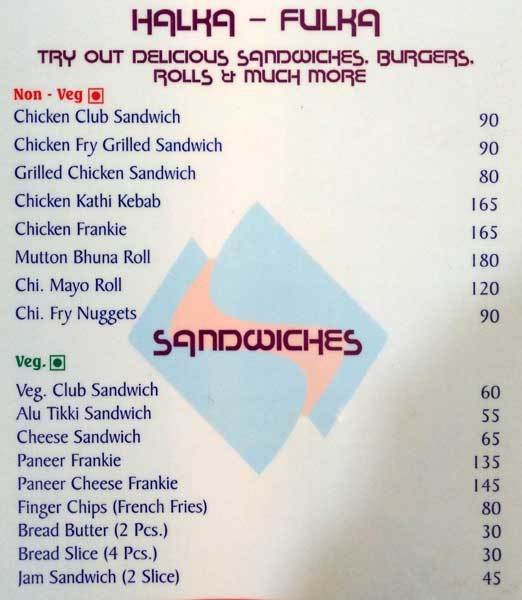 HALKA - FULKA
TRY OUT DELICIOUS SANDWICHES, BURGERS,
ROLLS & MUCH MORE
Non - Veg
Chicken Club Sandwich 90
Chicken Fry Grilled Sandwich 90
Grilled Chicken Sandwich 80
Chicken Kathi Kebab 165
Chicken Frankie 165
Mutton Bhuna Roll 180
Chi. Mayo Roll 120
Chi. Fry Nuggets 90
SANDWICHES
Veg.
Veg. Club Sandwich 60
Alu Tikki Sandwich 55
Cheese Sandwich 65
Paneer Frankie 135
Paneer Cheese Frankie 145
Finger Chips (French Fries) 80
Bread Butter (2 Pcs.) 30
Bread Slice (4 Pcs.) 30
Jam Sandwich (2 Slice) 45